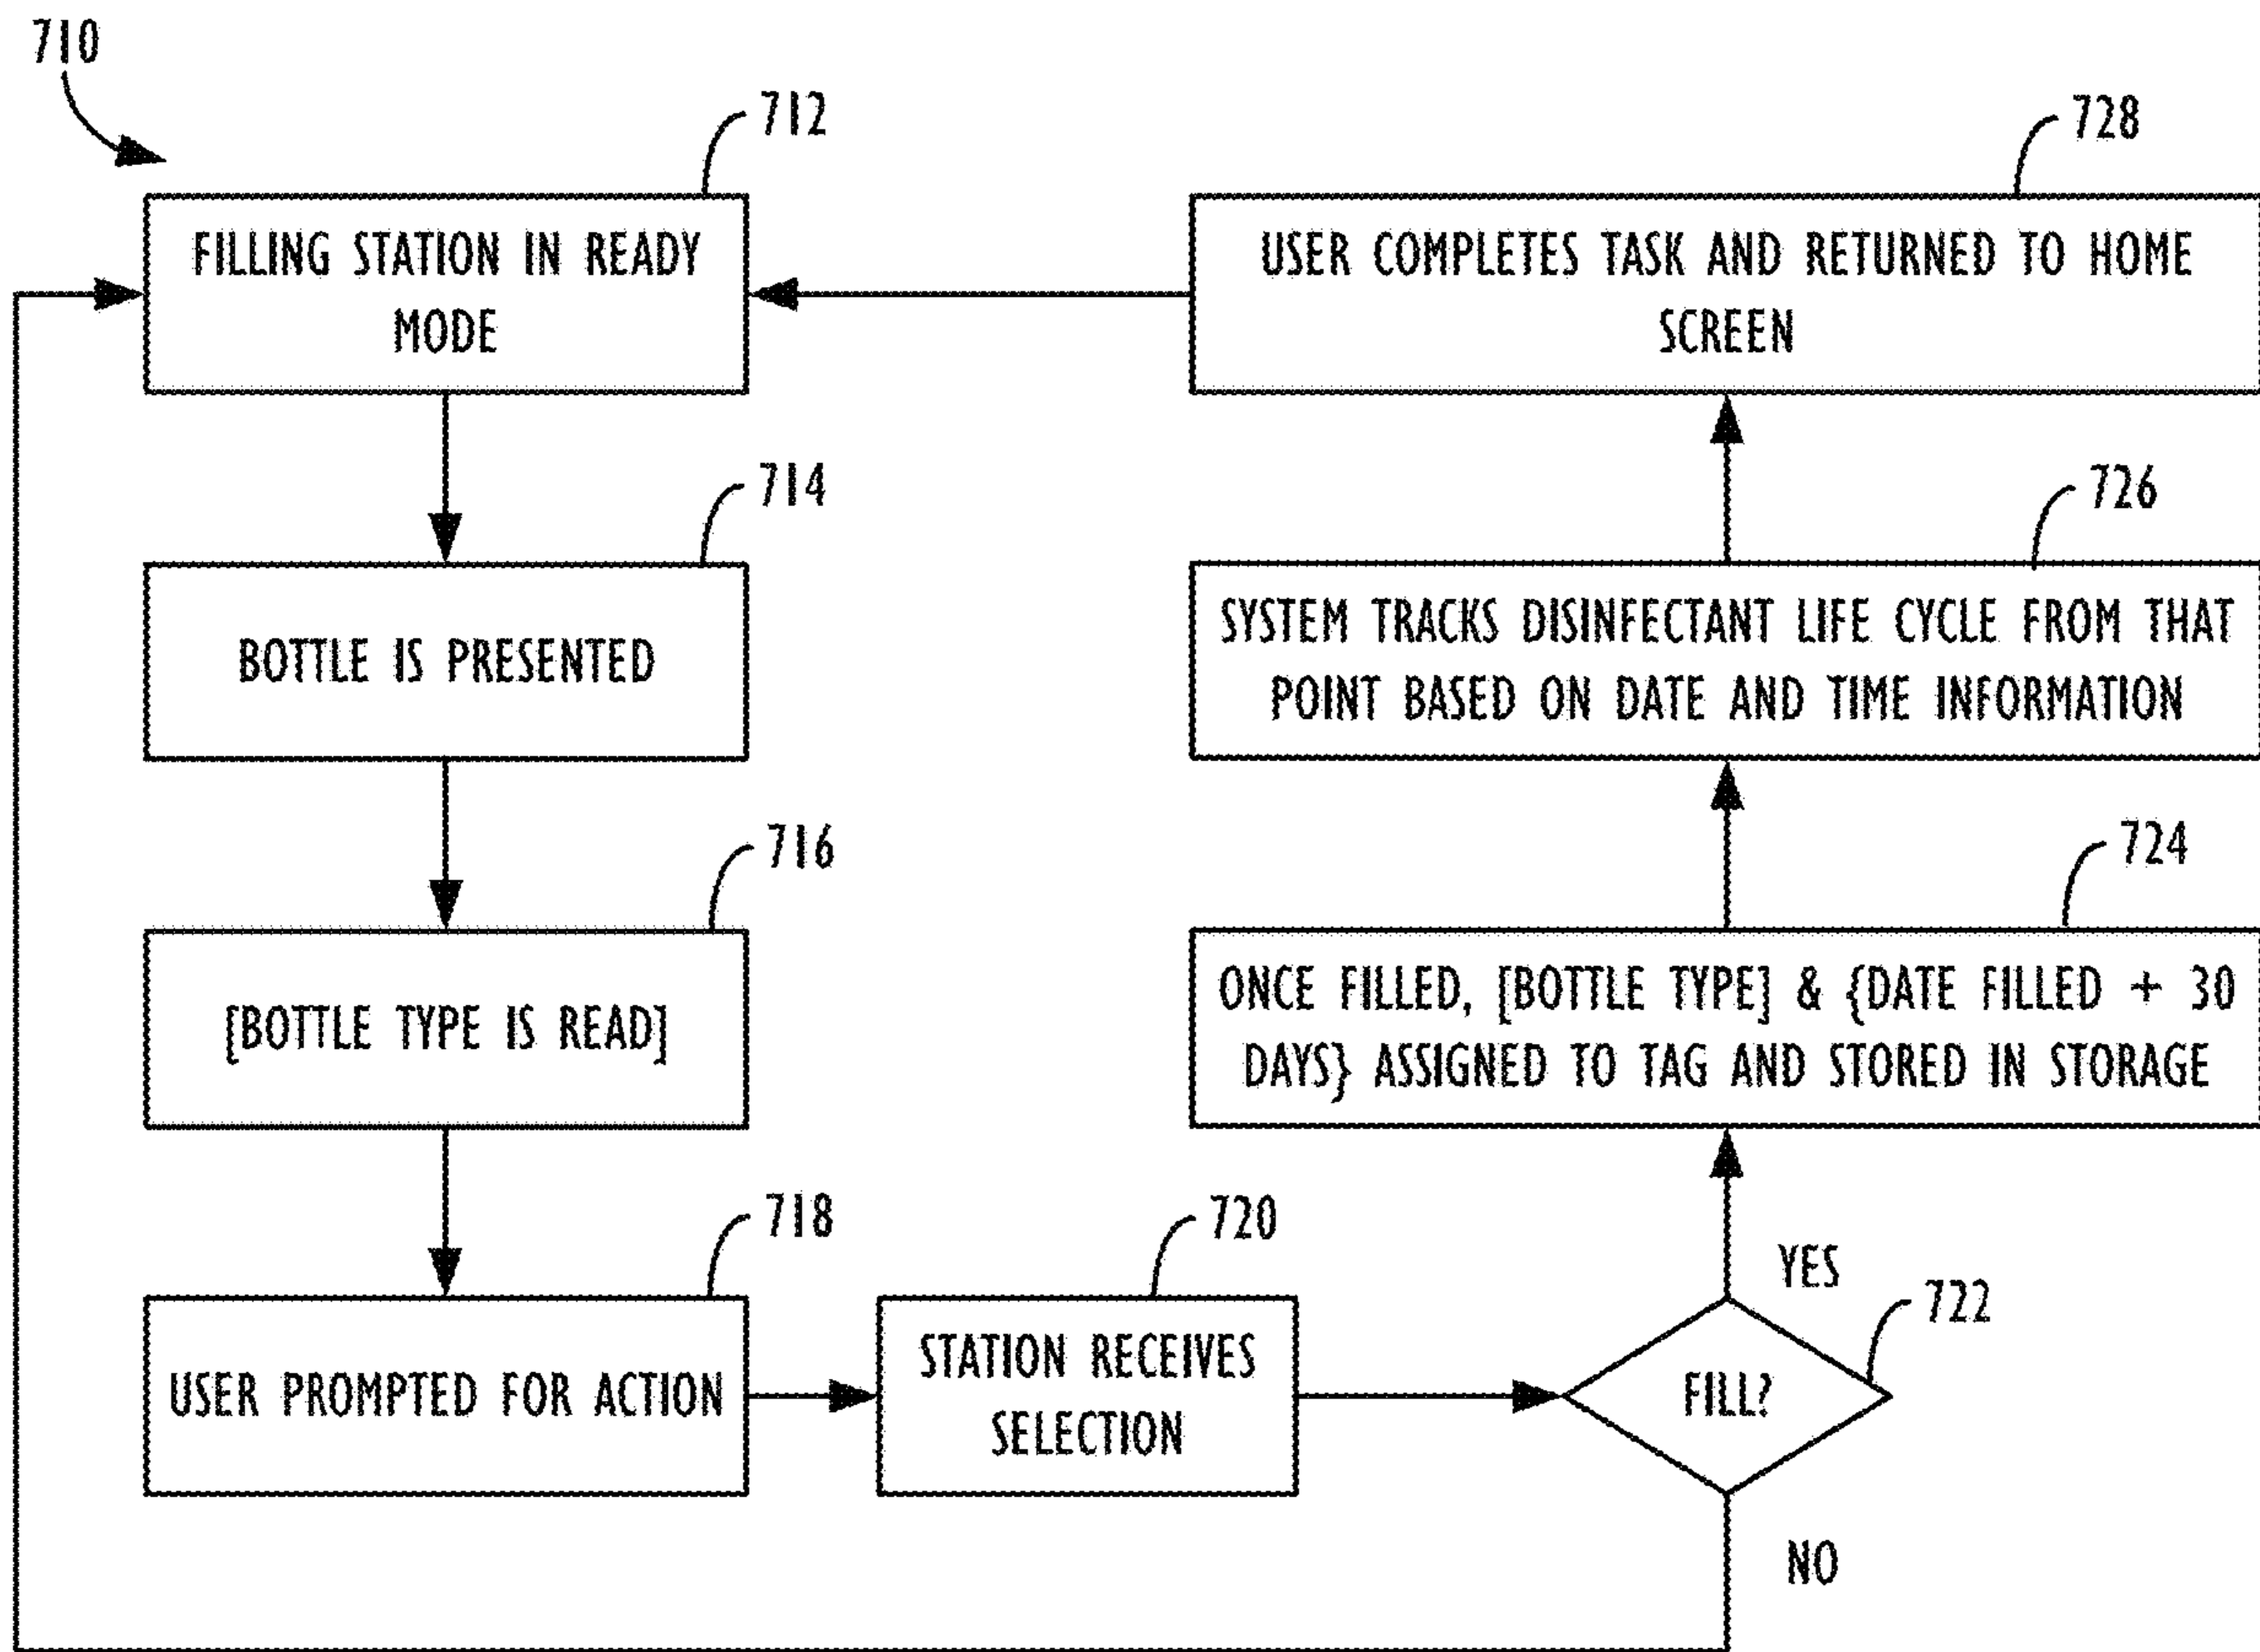 710
712
FILLING STATION IN READY
MODE
714
BOTTLE IS PRESENTED
716
[BOTTLE TYPE IS READ]
718
USER PROMPTED FOR ACTION
720
STATION RECEIVES
SELECTION
722
FILL?
YES
NO
724
ONCE FILLED, [BOTTLE TYPE] & {DATE FILLED + 30
DAYS} ASSIGNED TO TAG AND STORED IN STORAGE
726
SYSTEM TRACKS DISINFECTANT LIFE CYCLE FROM THAT
POINT BASED ON DATE AND TIME INFORMATION
728
USER COMPLETES TASK AND RETURNED TO HOME
SCREEN